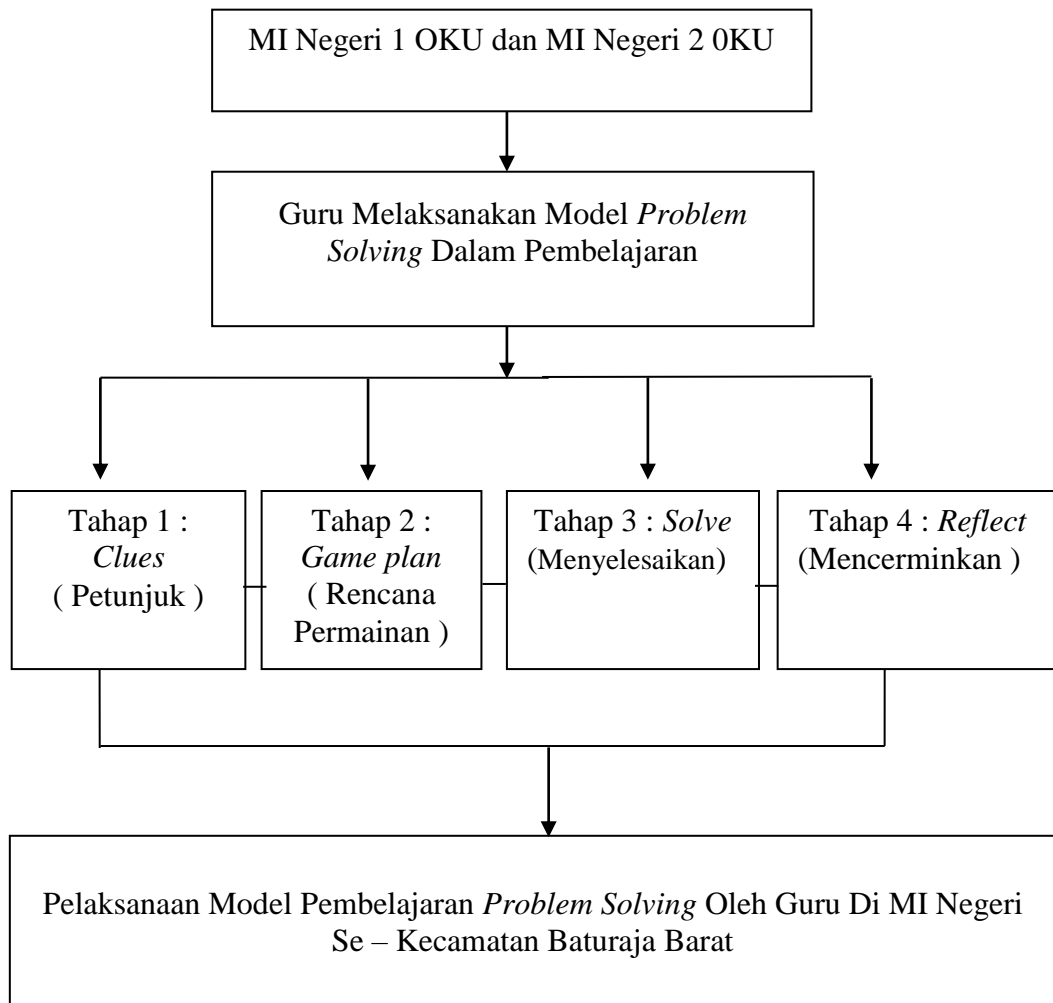 MI Negeri 1 OKU dan MI Negeri 2 0KU
Guru Melaksanakan Model Problem
Solving Dalam Pembelajaran
Tahap 1 :
Clues
( Petunjuk )
Tahap 2 :
Game plan
( Rencana
Permainan )
Tahap 3 : Solve
(Menyelesaikan)
Tahap 4 : Reflect
(Mencerminkan )
Pelaksanaan Model Pembelajaran Problem Solving Oleh Guru Di MI Negeri
Se – Kecamatan Baturaja Barat